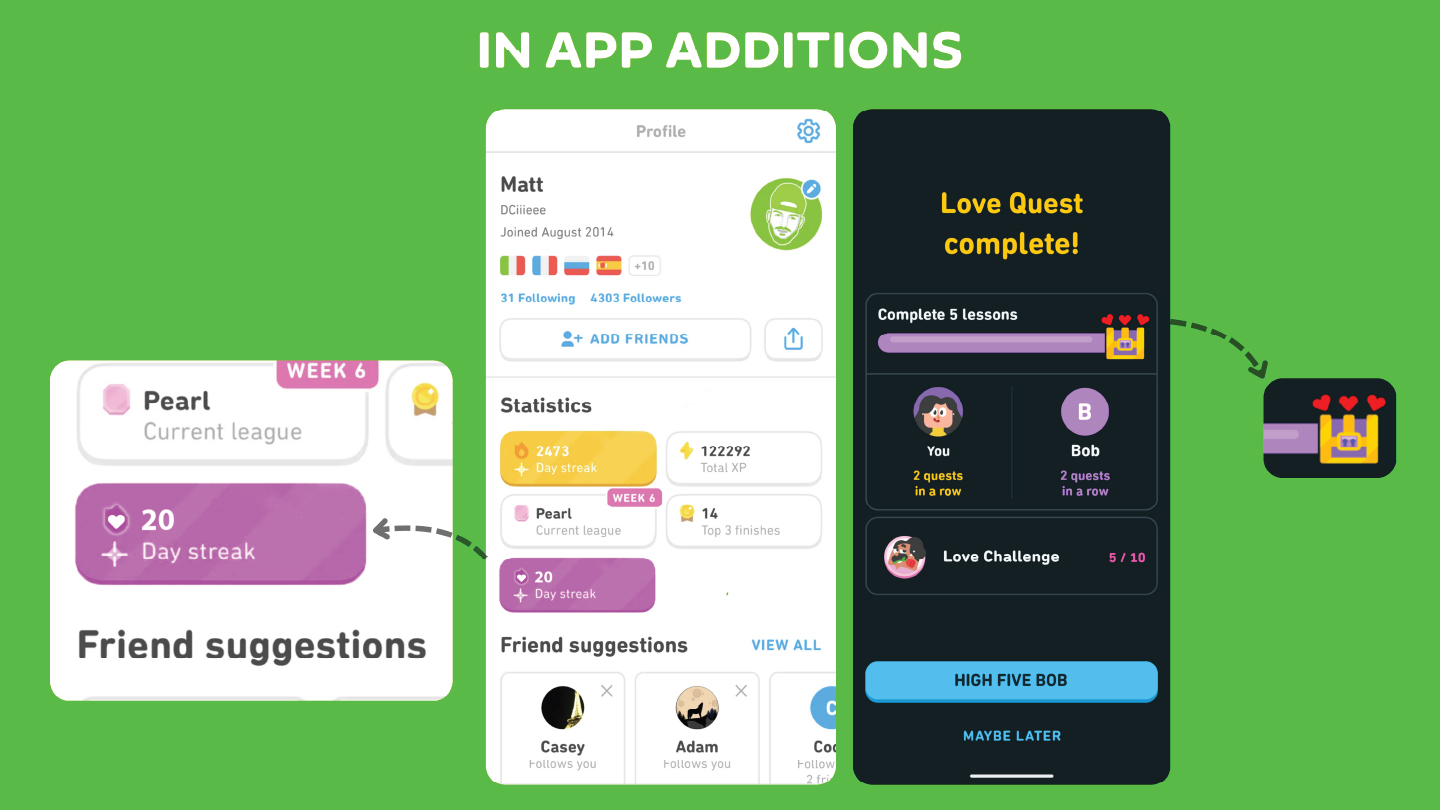 IN APP ADDITIONS
WEEK 6
Pearl
Current league
20
Day streak
Friend suggestions
Profile
Matt
DCiiieee
Joined August 2014
+10
31 Following 4303 Followers
ADD FRIENDS
Statistics
2473
Day streak
122292
Total XP
WEEK 6
Pearl
Current league
14
Top 3 finishes
20
Day streak
Friend suggestions VIEW ALL
Casey
Follows you
Adam
Follows you
C
Love Quest
complete!
Complete 5 lessons
You
2 quests
in a row
B
Bob
2 quests
in a row
Love Challenge 5 / 10
HIGH FIVE BOB
MAYBE LATER